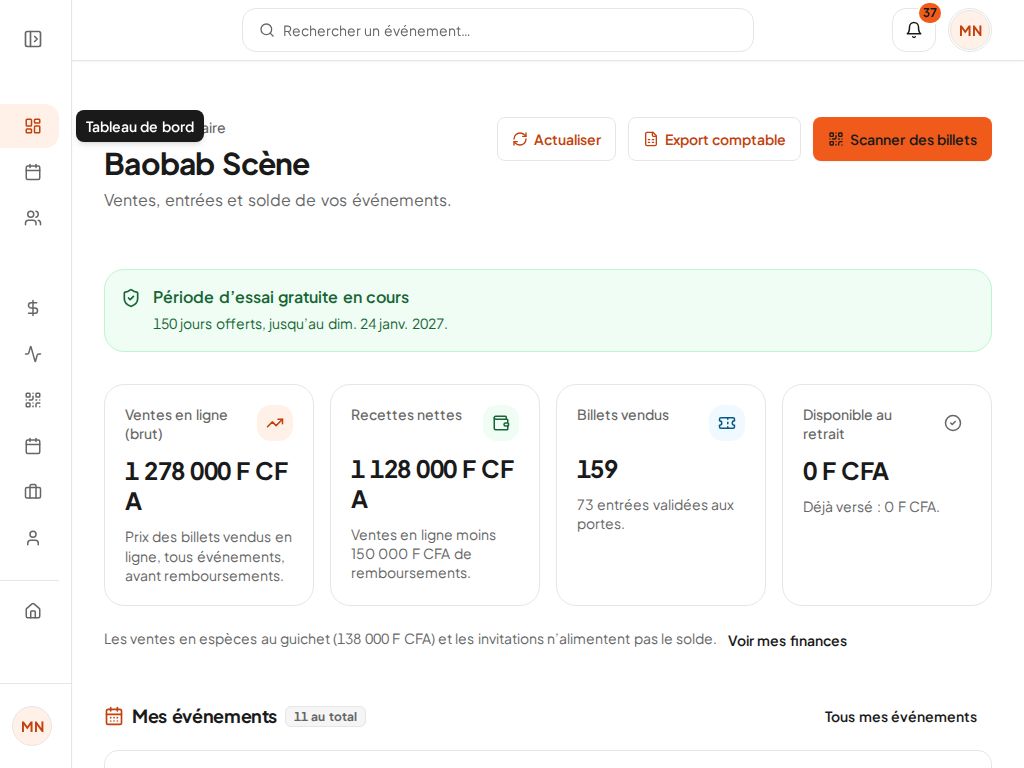 Rechercher un événement…
37
MN
Tableau de bord
aire
Actualiser
Export comptable
Scanner des billets
Baobab Scène
Ventes, entrées et solde de vos événements.
Période d’essai gratuite en cours
150 jours offerts, jusqu’au dim. 24 janv. 2027.
Ventes en ligne
(brut)
1 278 000 F CF
A
Prix des billets vendus en
ligne, tous événements,
avant remboursements.
Recettes nettes
1 128 000 F CF
A
Ventes en ligne moins
150 000 F CFA de
remboursements.
Billets vendus
159
73 entrées validées aux
portes.
Disponible au
retrait
0 F CFA
Déjà versé : 0 F CFA.
Les ventes en espèces au guichet (138 000 F CFA) et les invitations n’alimentent pas le solde.
Voir mes finances
MN
Mes événements
11 au total
Tous mes événements